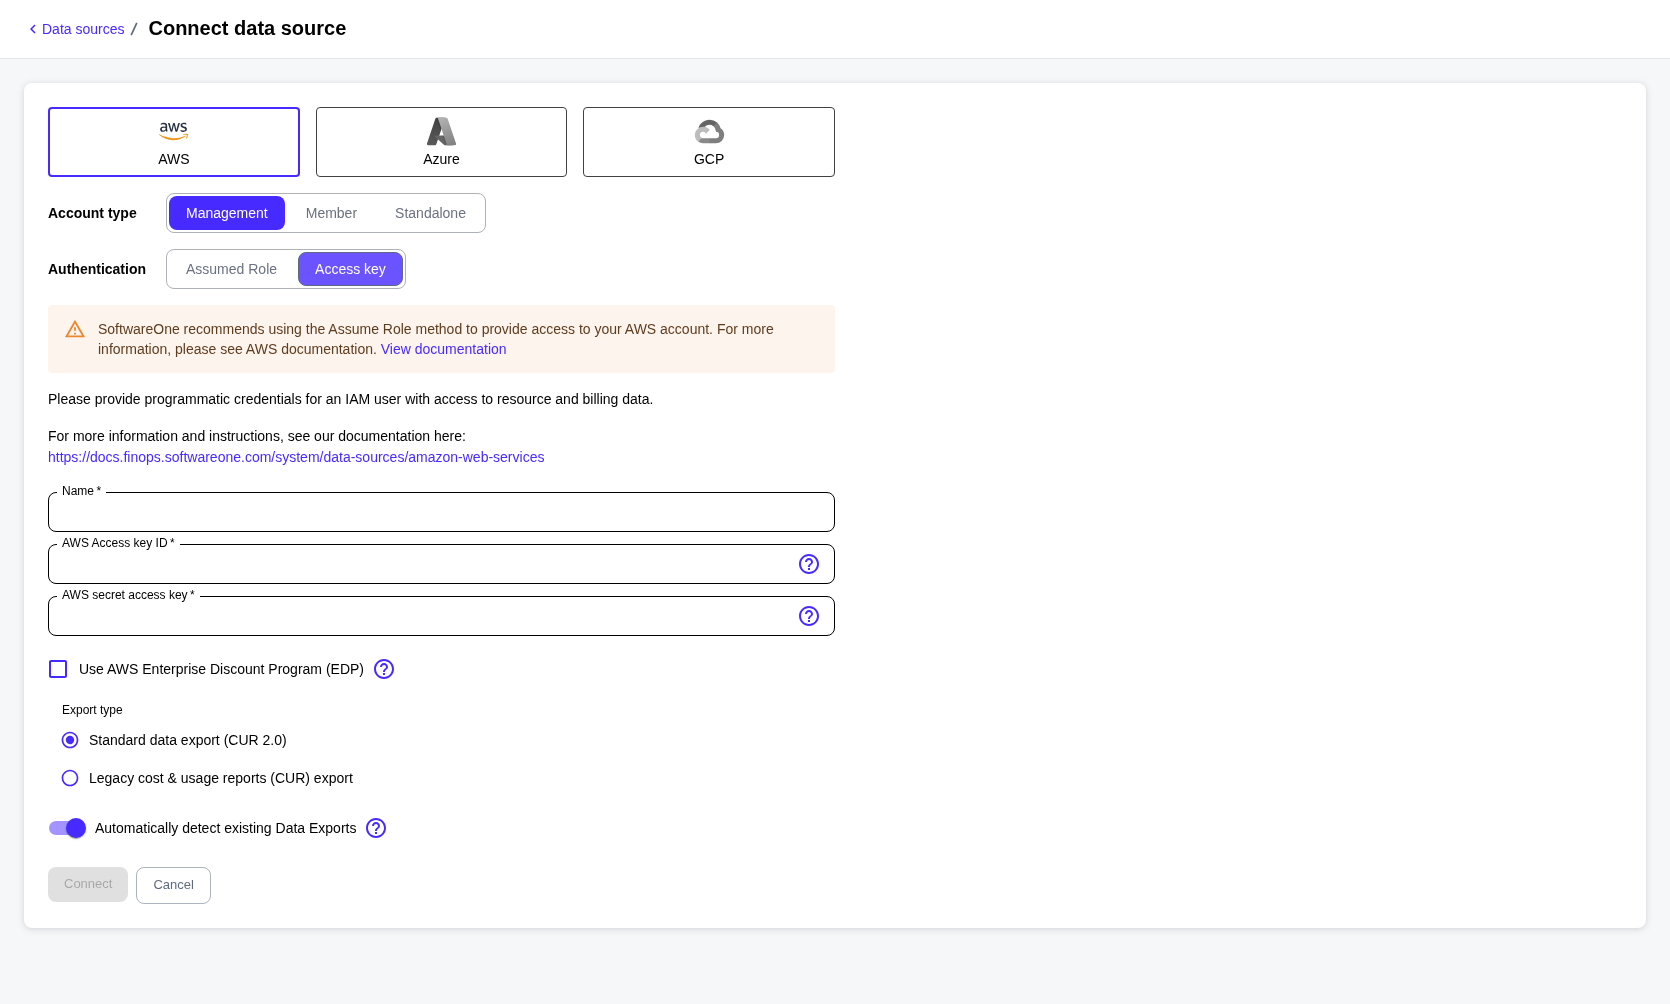 Data sources / Connect data source
aws
AWS
Azure
GCP
Account type
Management
Member
Standalone
Authentication
Assumed Role
Access key
SoftwareOne recommends using the Assume Role method to provide access to your AWS account. For more
information, please see AWS documentation. View documentation
Please provide programmatic credentials for an IAM user with access to resource and billing data.
For more information and instructions, see our documentation here:
https://docs.finops.softwareone.com/system/data-sources/amazon-web-services
Name *
AWS Access key ID *
AWS secret access key *
Use AWS Enterprise Discount Program (EDP)
Export type
Standard data export (CUR 2.0)
Legacy cost & usage reports (CUR) export
Automatically detect existing Data Exports
Connect
Cancel